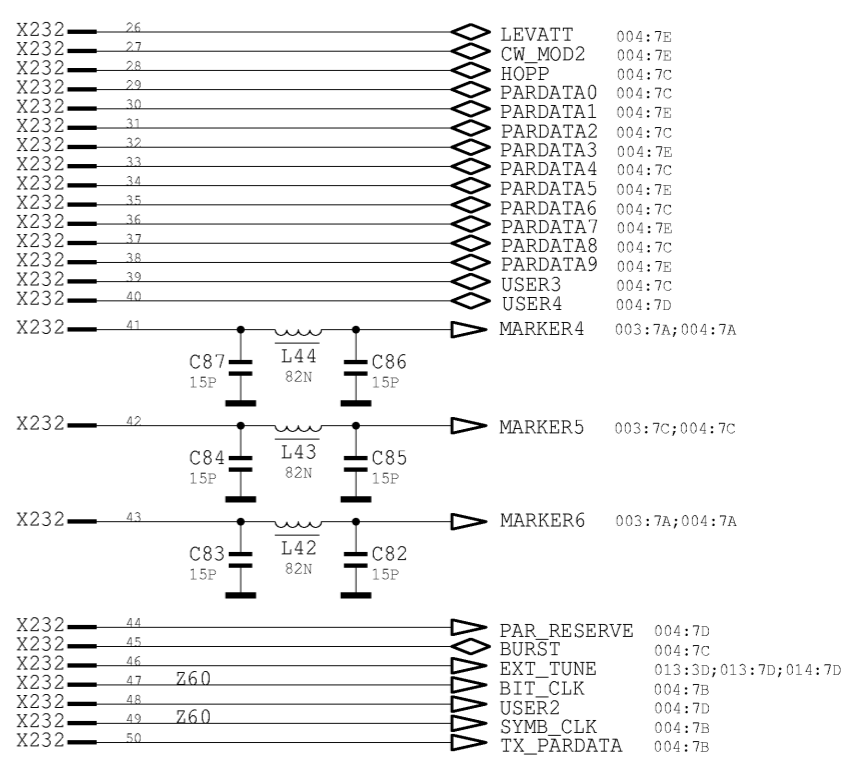 X232 26 LEVATT 004:7E
X232 27 CW_MOD2 004:7E
X232 28 HOPP 004:7C
X232 29 PARDATA0 004:7C
X232 30 PARDATA1 004:7E
X232 31 PARDATA2 004:7C
X232 32 PARDATA3 004:7E
X232 33 PARDATA4 004:7C
X232 34 PARDATA5 004:7E
X232 35 PARDATA6 004:7C
X232 36 PARDATA7 004:7E
X232 37 PARDATA8 004:7C
X232 38 PARDATA9 004:7E
X232 39 USER3 004:7C
X232 40 USER4 004:7D
X232 41 MARKER4 003:7A;004:7A
C87 L44 C86
15P 82N 15P
X232 42 MARKER5 003:7C;004:7C
C84 L43 C85
15P 82N 15P
X232 43 MARKER6 003:7A;004:7A
C83 L42 C82
15P 82N 15P
X232 44 PAR_RESERVE 004:7D
X232 45 BURST 004:7C
X232 46 EXT_TUNE 013:3D;013:7D;014:7D
X232 47 Z60 BIT_CLK 004:7B
X232 48 USER2 004:7D
X232 49 Z60 SYMB_CLK 004:7B
X232 50 TX_PARDATA 004:7B